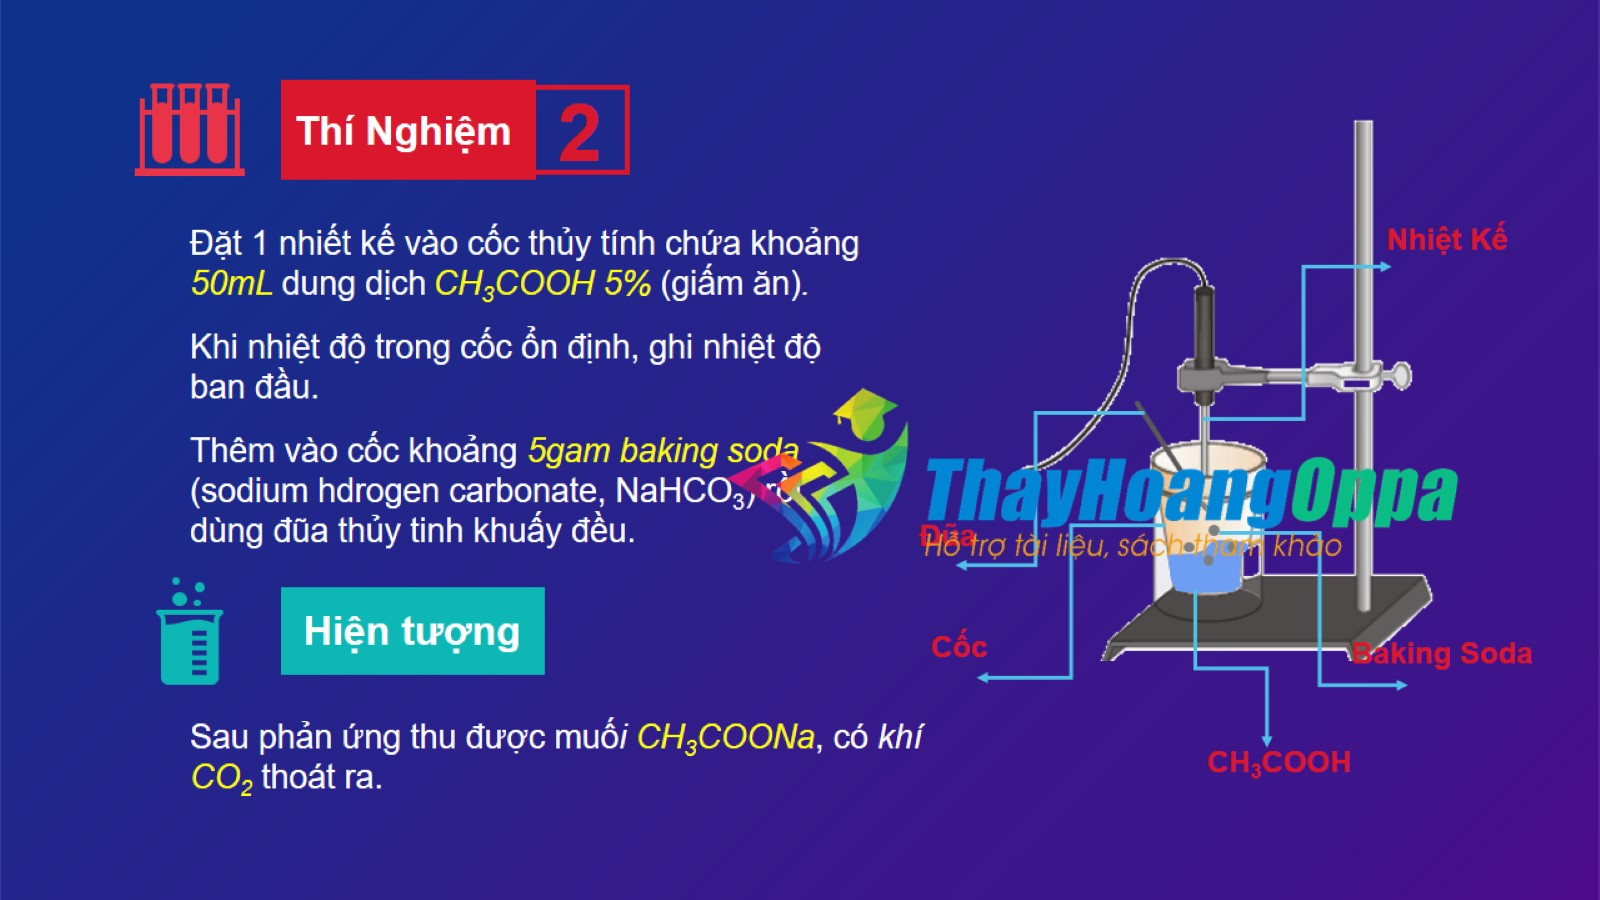 Thí Nghiệm 2
Đặt 1 nhiết kế vào cốc thủy tính chứa khoảng
50mL dung dịch CH₃COOH 5% (giấm ăn).
Khi nhiệt độ trong cốc ổn định, ghi nhiệt độ
ban đầu.
Thêm vào cốc khoảng 5gam baking soda
(sodium hdrogen carbonate, NaHCO₃) rồi
dùng đũa thủy tinh khuấy đều.
Hiện tượng
Sau phản ứng thu được muối CH₃COONa, có khí
CO₂ thoát ra.
Nhiệt Kế
ThayHoangOppa
Hỗ trợ tài liệu, sách tham khảo
Đũa
Cốc
Baking Soda
CH₃COOH